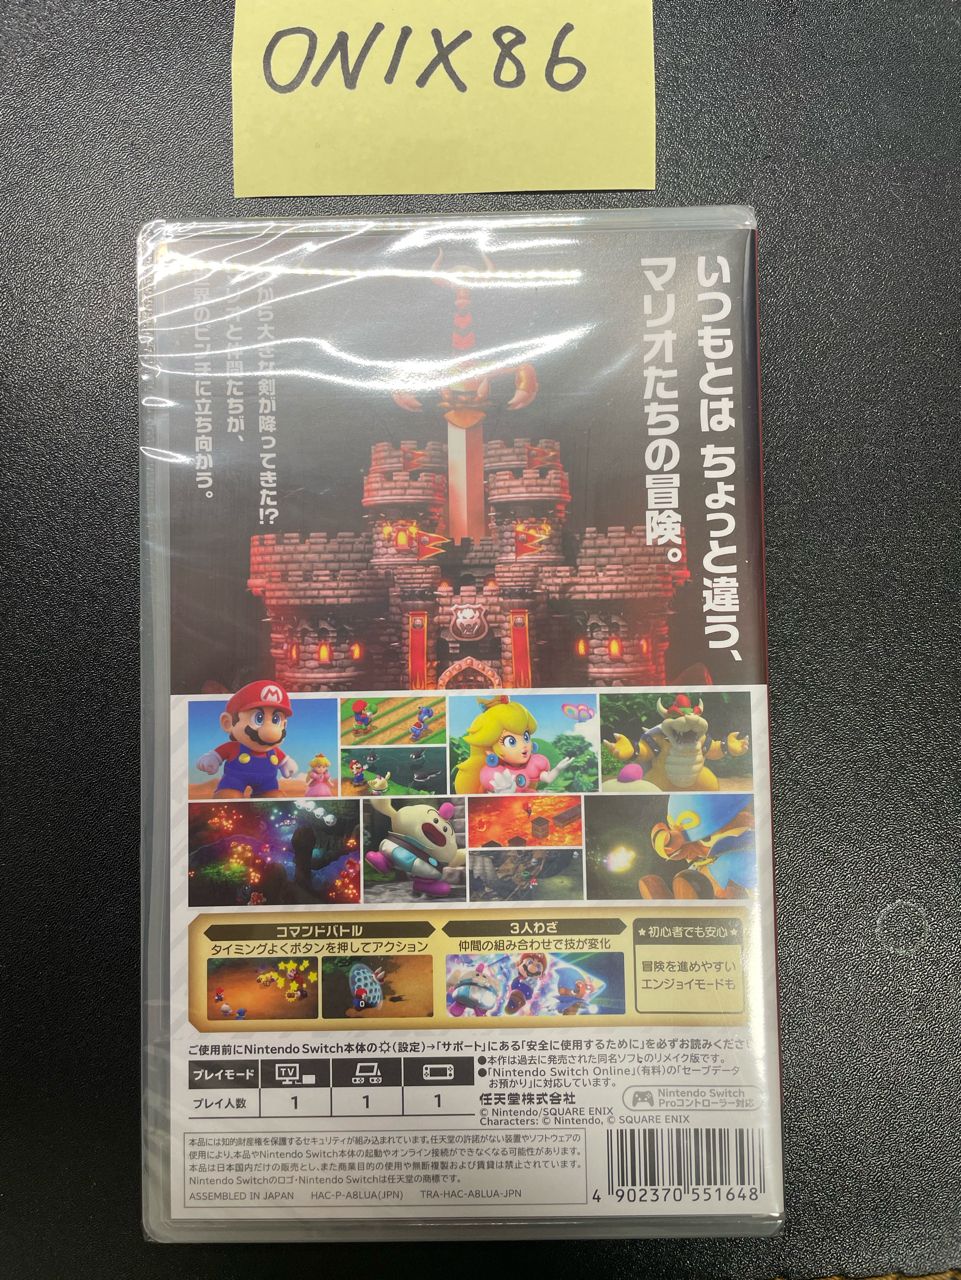 ONIX86
いつもとは ちょっと違う、
マリオたちの冒険。
から大きな剣が降ってきた!?
と仲間たちが、
界のピンチに立ち向かう。
コマンドバトル
タイミングよくボタンを押してアクション
3人わざ
仲間の組み合わせで技が変化
★初心者でも安心★
冒険を進めやすい
エンジョイモードも
ご使用前にNintendo Switch本体の(設定)→「サポート」にある「安全に使用するために」を必ずお読みくださ
プレイモード TV
プレイ人数 1 1 1
●本作は過去に発売された同名ソフトのリメイク版です。
●「Nintendo Switch Online」(有料)の「セーブデータ
お預かり」に対応しています。
任天堂株式会社
© Nintendo/SQUARE ENIX
Characters: © Nintendo, © SQUARE ENIX
Nintendo Switch
Proコントローラー対応
本品には知的財産権を保護するセキュリティが組み込まれています。任天堂の許諾がない装置やソフトウェアの
使用により、本品やNintendo Switch本体の起動やオンライン接続ができなくなる可能性があります。
本品は日本国内だけの販売とし、また商業目的の使用や無断複製および賃貸は禁止されています。
Nintendo Switchのロゴ・Nintendo Switchは任天堂の商標です。
ASSEMBLED IN JAPAN HAC-P-A8LUA(JPN) TRA-HAC-A8LUA-JPN
4 902370 551648